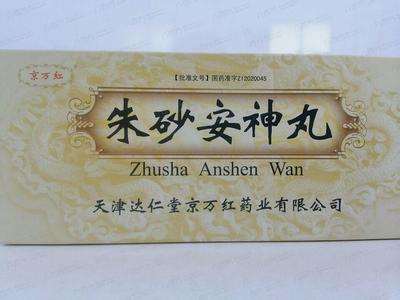 【批准文号】国药准字Z12020045
京万红
朱砂安神丸
Zhusha Anshen Wan
天津达仁堂京万红药业有限公司